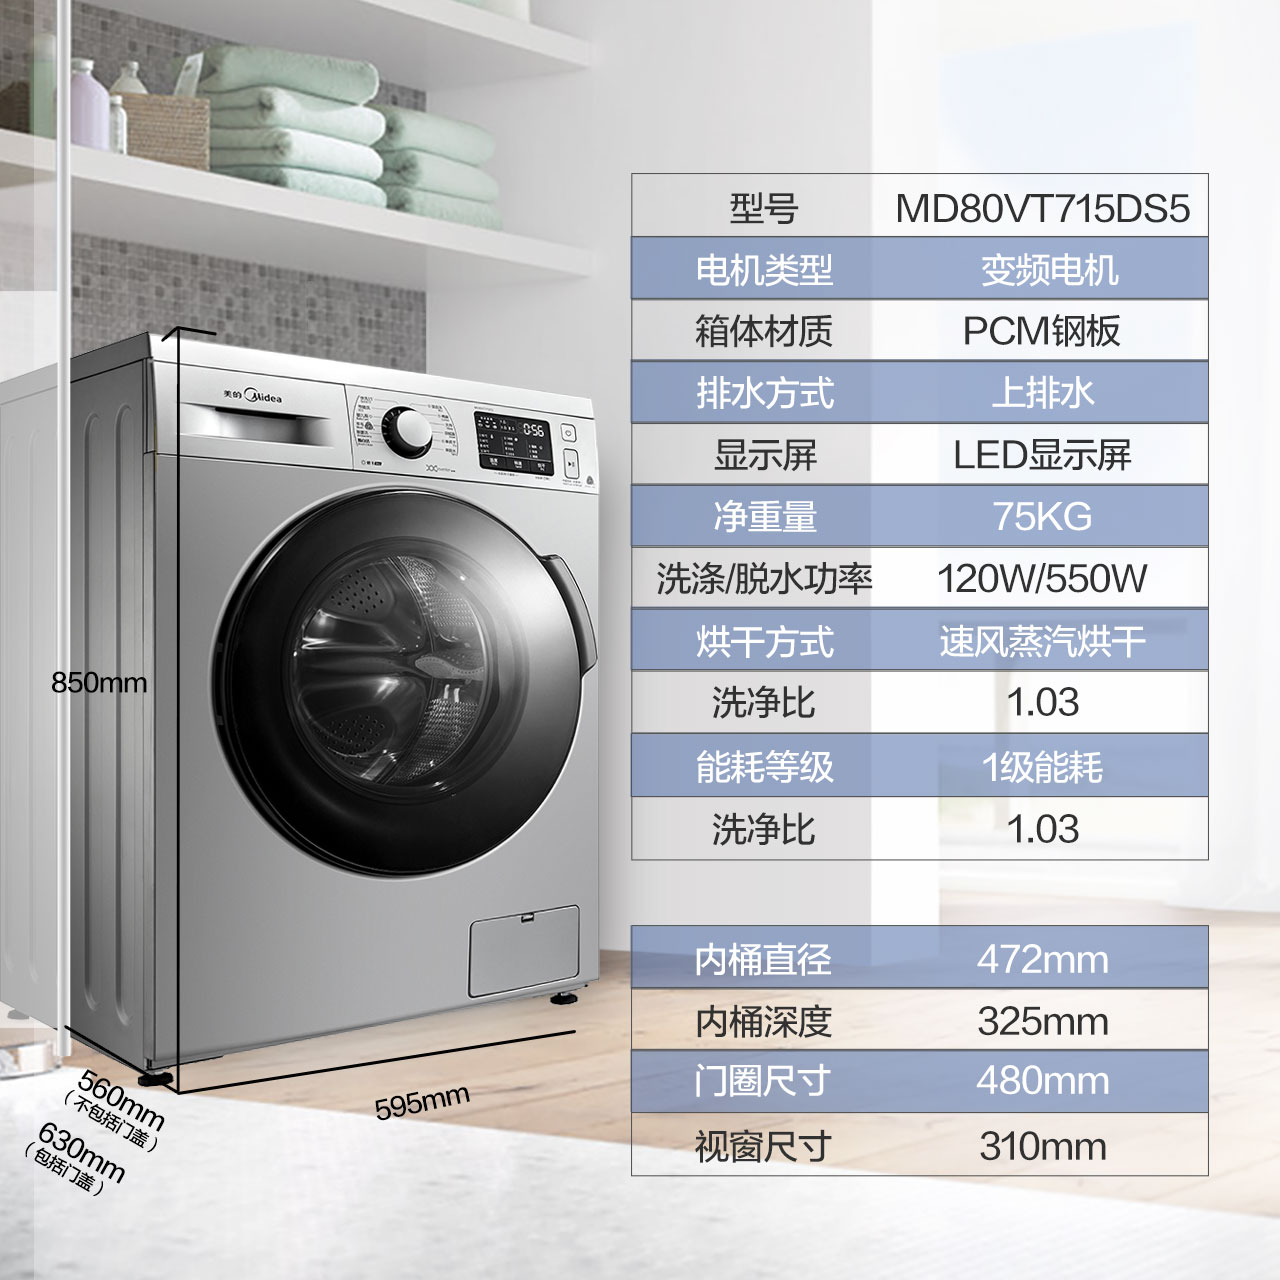 型号 MD80VT715DS5
电机类型 变频电机
箱体材质 PCM钢板
排水方式 上排水
显示屏 LED显示屏
净重量 75KG
洗涤/脱水功率 120W/550W
烘干方式 速风蒸汽烘干
洗净比 1.03
能耗等级 1级能耗
洗净比 1.03
内桶直径 472mm
内桶深度 325mm
门圈尺寸 480mm
视窗尺寸 310mm
美的 Midea
0:56
850mm
595mm
560mm
（不包括门盖）
630mm
（包括门盖）